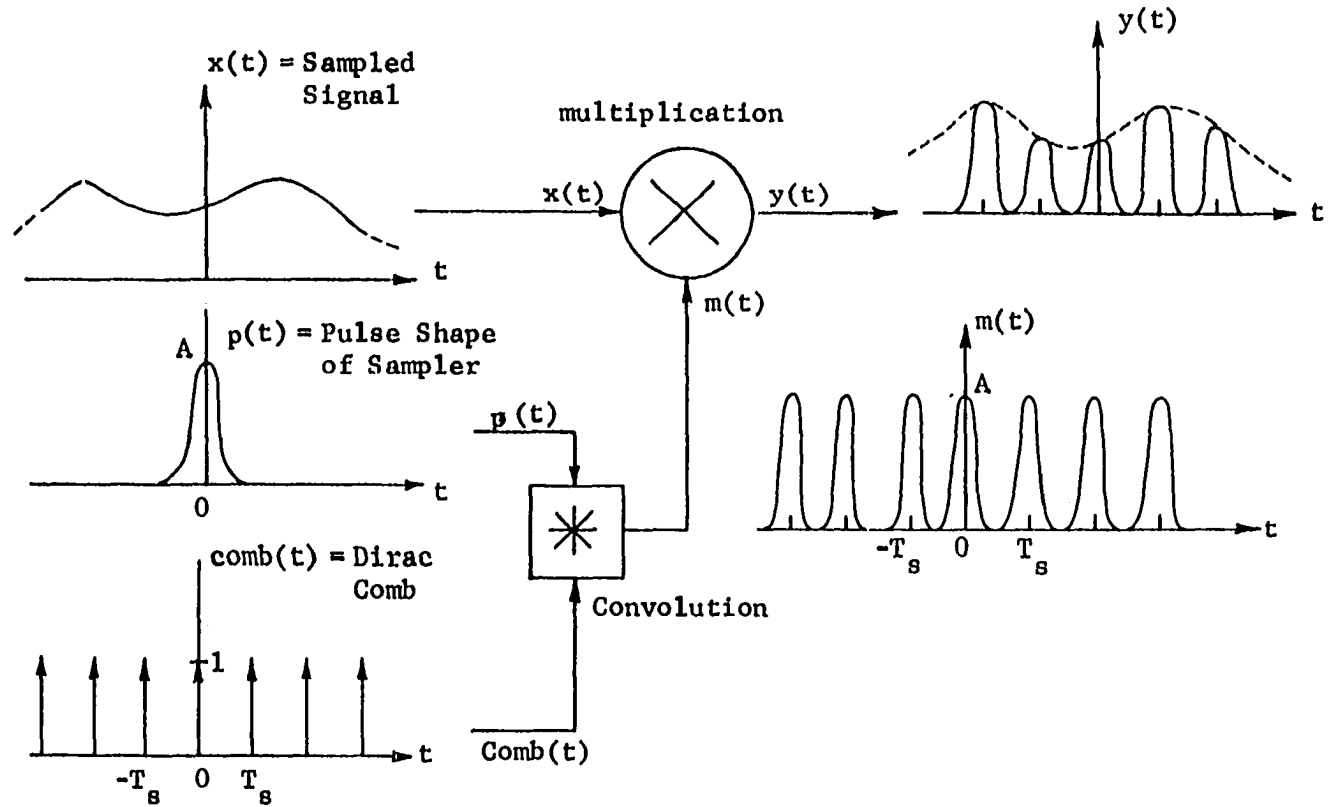 x(t) = Sampled
Signal
t
p(t) = Pulse Shape
of Sampler
A
0
t
comb(t) = Dirac
Comb
1
-T_s 0 T_s
t
multiplication
x(t)
y(t)
m(t)
p(t)
Convolution
Comb(t)
y(t)
t
m(t)
A
-T_s 0 T_s
t